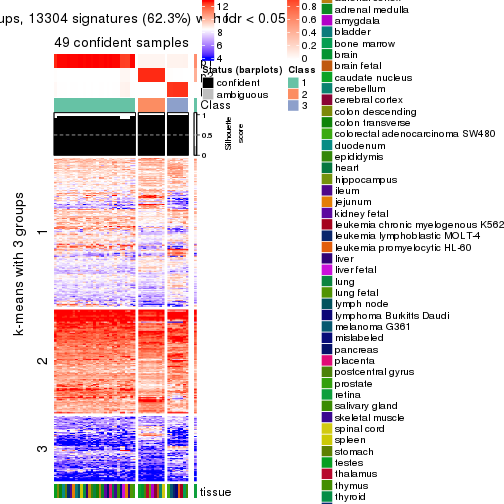 ups, 13304 signatures (62.3%) with fdr < 0.05
49 confident samples
12
10
8
6
4
0.8
0.6
0.4
0.2
0
Status (barplots)
confident
ambiguous
Class
1
2
3
Class
1
0.5
0
Silhouette
score
k-means with 3 groups
1
2
3
tissue
adrenal medulla
amygdala
bladder
bone marrow
brain
brain fetal
caudate nucleus
cerebellum
cerebral cortex
colon descending
colon transverse
colorectal adenocarcinoma SW480
duodenum
epididymis
heart
hippocampus
ileum
jejunum
kidney fetal
leukemia chronic myelogenous K562
leukemia lymphoblastic MOLT-4
leukemia promyelocytic HL-60
liver
liver fetal
lung
lung fetal
lymph node
lymphoma Burkitts Daudi
melanoma G361
mislabeled
pancreas
placenta
postcentral gyrus
prostate
retina
salivary gland
skeletal muscle
spinal cord
spleen
stomach
testes
thalamus
thymus
thyroid